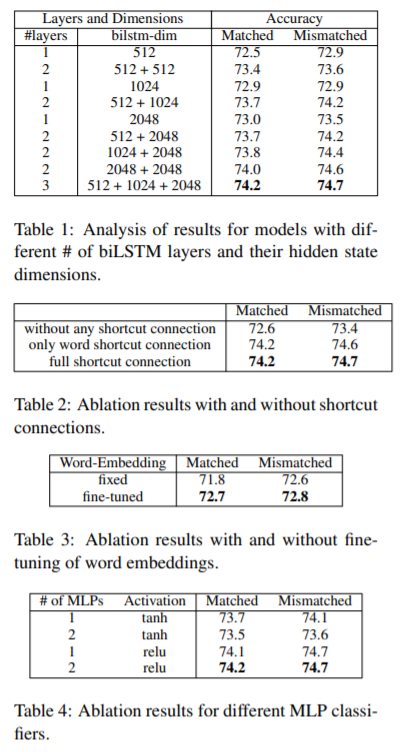 Layers and Dimensions Accuracy
#layers bilstm-dim Matched Mismatched
1 512 72.5 72.9
2 512 + 512 73.4 73.6
1 1024 72.9 72.9
2 512 + 1024 73.7 74.2
1 2048 73.0 73.5
2 512 + 2048 73.7 74.2
2 1024 + 2048 73.8 74.4
2 2048 + 2048 74.0 74.6
3 512 + 1024 + 2048 74.2 74.7
Table 1: Analysis of results for models with dif-
ferent # of biLSTM layers and their hidden state
dimensions.
Matched Mismatched
without any shortcut connection 72.6 73.4
only word shortcut connection 74.2 74.6
full shortcut connection 74.2 74.7
Table 2: Ablation results with and without shortcut
connections.
Word-Embedding Matched Mismatched
fixed 71.8 72.6
fine-tuned 72.7 72.8
Table 3: Ablation results with and without fine-
tuning of word embeddings.
# of MLPs Activation Matched Mismatched
1 tanh 73.7 74.1
2 tanh 73.5 73.6
1 relu 74.1 74.7
2 relu 74.2 74.7
Table 4: Ablation results for different MLP classi-
fiers.